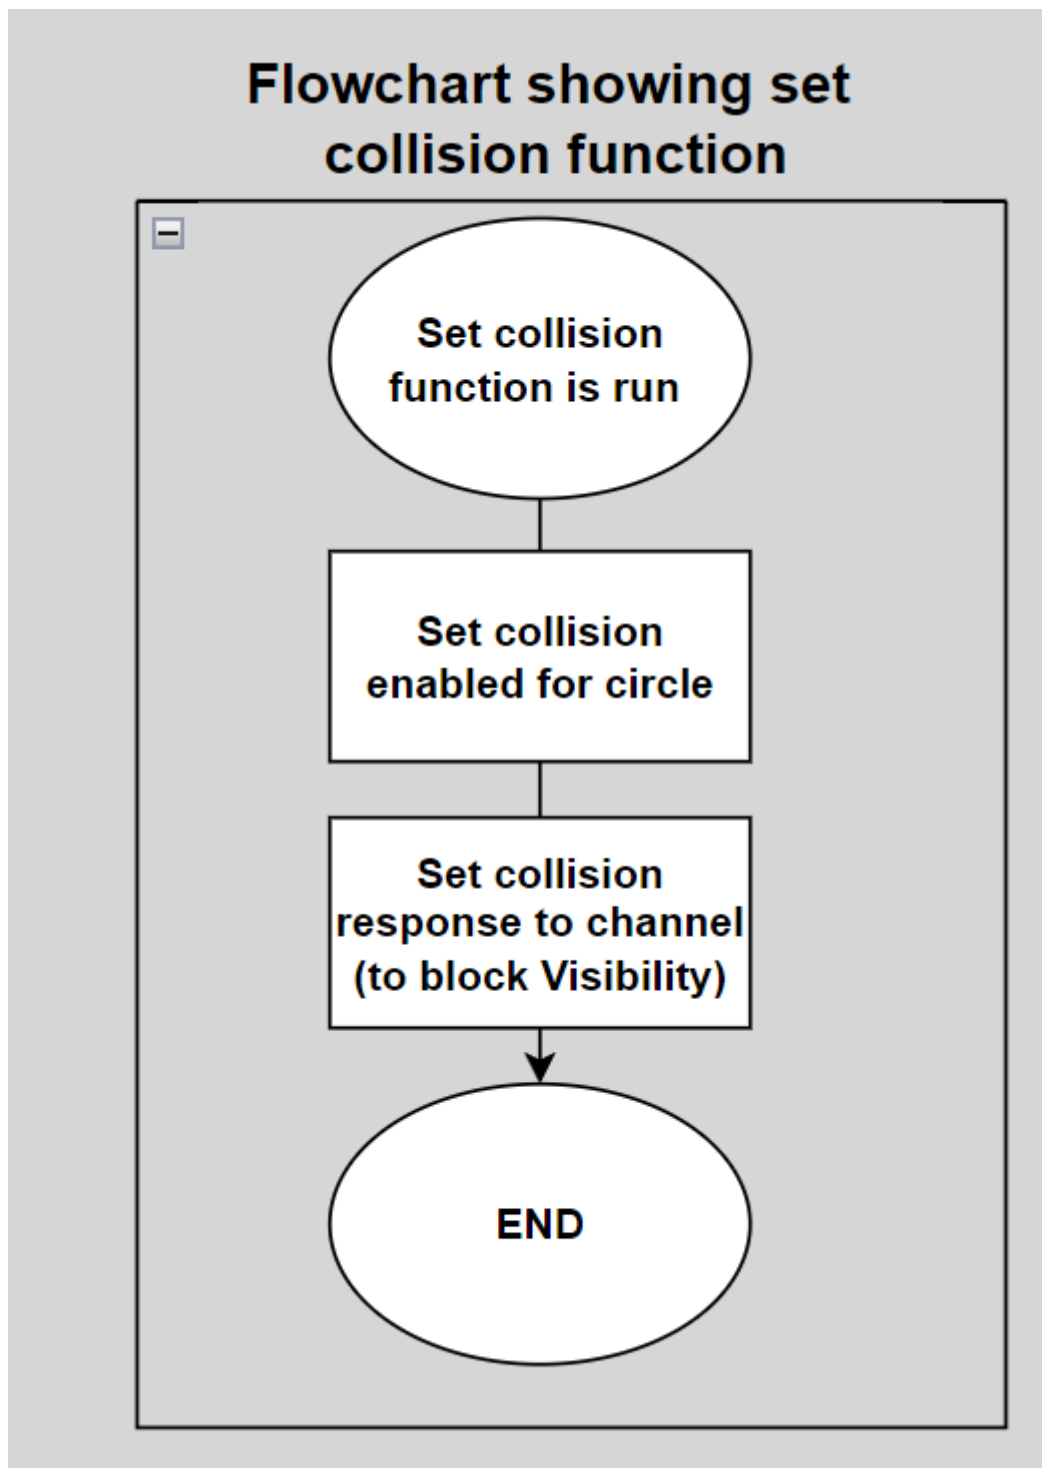 Flowchart showing set
collision function
Set collision
function is run
Set collision
enabled for circle
Set collision
response to channel
(to block Visibility)
END